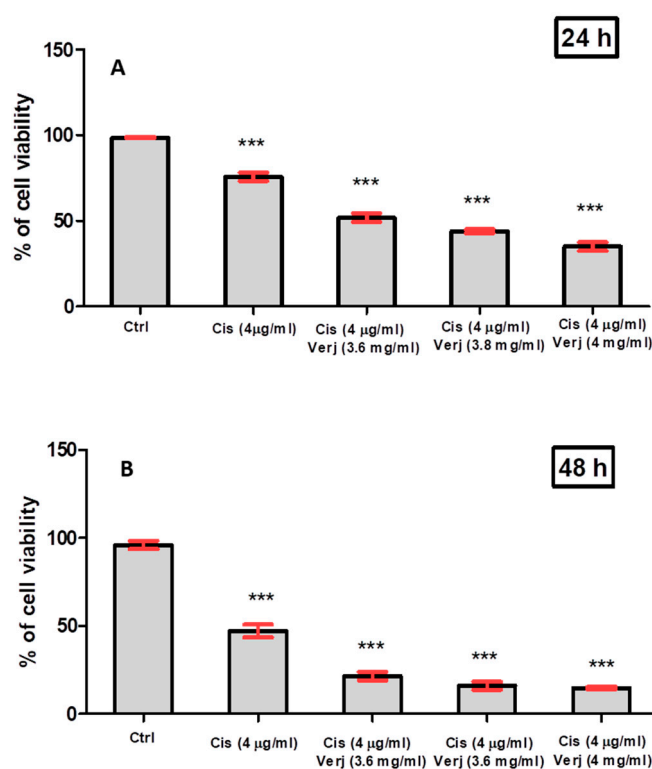 24 h
A
% of cell viability
150
100
50
0
***
***
***
***
Ctrl
Cis (4µg/ml)
Cis (4 µg/ml)
Verj (3.6 mg/ml)
Cis (4 µg/ml)
Verj (3.8 mg/ml)
Cis (4 µg/ml)
Verj (4 mg/ml)
48 h
B
% of cell viability
150
100
50
0
***
***
***
***
Ctrl
Cis (4 µg/ml)
Cis (4 µg/ml)
Verj (3.6 mg/ml)
Cis (4 µg/ml)
Verj (3.6 mg/ml)
Cis (4 µg/ml)
Verj (4 mg/ml)